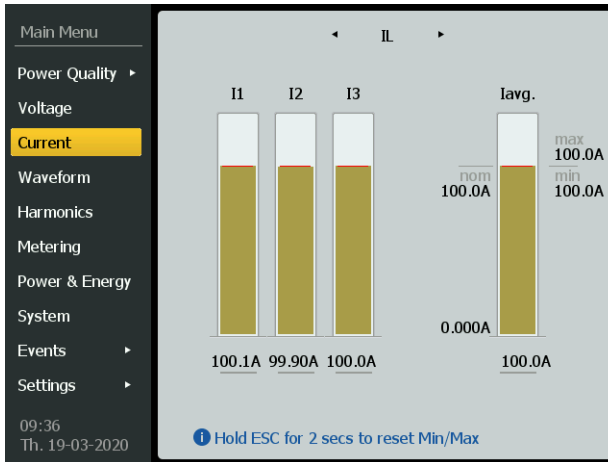 Main Menu
Power Quality
Voltage
Current
Waveform
Harmonics
Metering
Power & Energy
System
Events
Settings
09:36
Th. 19-03-2020
IL
I1 I2 I3 Iavg.
max
100.0A
nom min
100.0A 100.0A
0.000A
100.1A 99.90A 100.0A 100.0A
Hold ESC for 2 secs to reset Min/Max